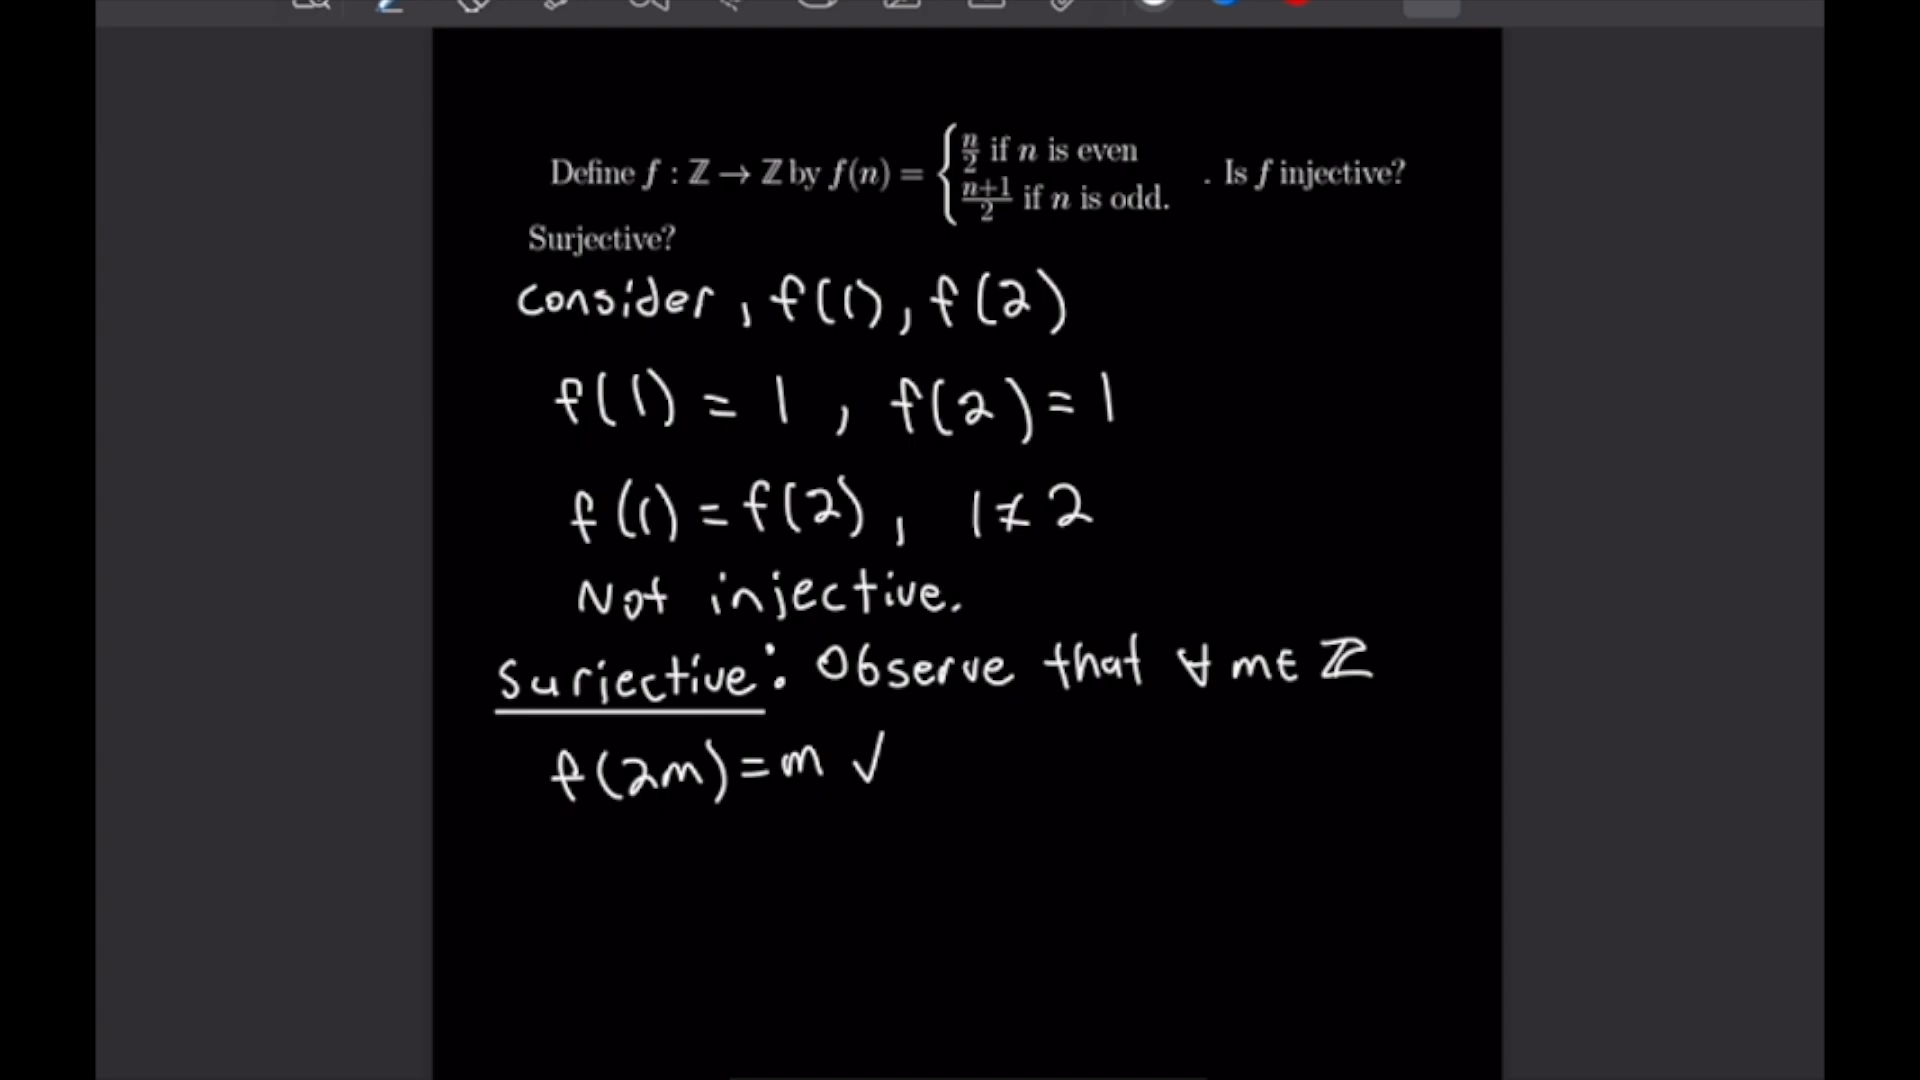 Define f : ℤ → ℤ by f(n) = { n/2 if n is even
(n+1)/2 if n is odd. . Is f injective?
Surjective?
consider, f(1), f(2)
f(1) = 1, f(2) = 1
f(1) = f(2), 1 ≠ 2
Not injective.
Surjective: Observe that ∀ m ∈ ℤ
f(2m) = m ✓